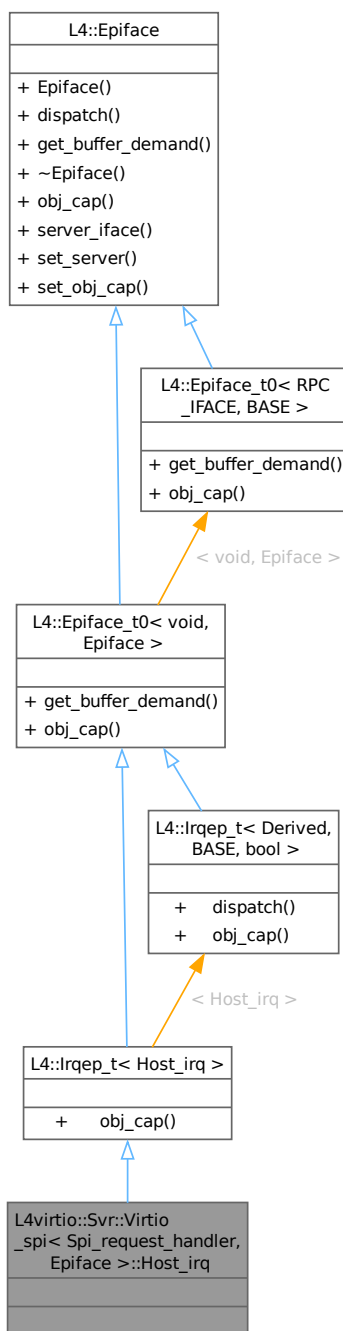 L4::Epiface
+ Epiface()
+ dispatch()
+ get_buffer_demand()
+ ~Epiface()
+ obj_cap()
+ server_iface()
+ set_server()
+ set_obj_cap()
L4::Epiface_t0< RPC
_IFACE, BASE >
+ get_buffer_demand()
+ obj_cap()
< void, Epiface >
L4::Epiface_t0< void,
Epiface >
+ get_buffer_demand()
+ obj_cap()
L4::Irqep_t< Derived,
BASE, bool >
+ dispatch()
+ obj_cap()
< Host_irq >
L4::Irqep_t< Host_irq >
+ obj_cap()
L4virtio::Svr::Virtio
_spi< Spi_request_handler,
Epiface >::Host_irq